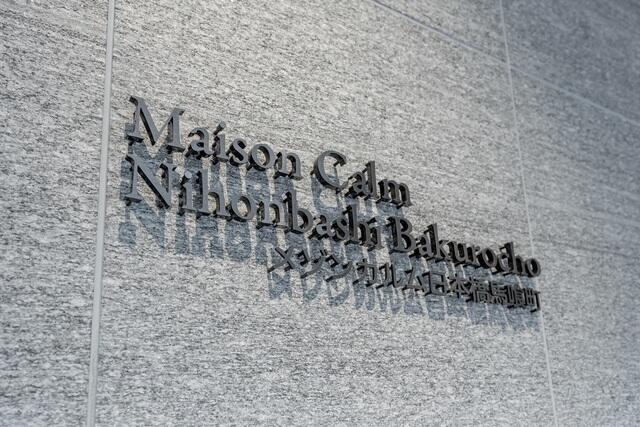 Maison Calm
Nihonbashi Bakurocho
メゾンカルム日本橋馬喰町